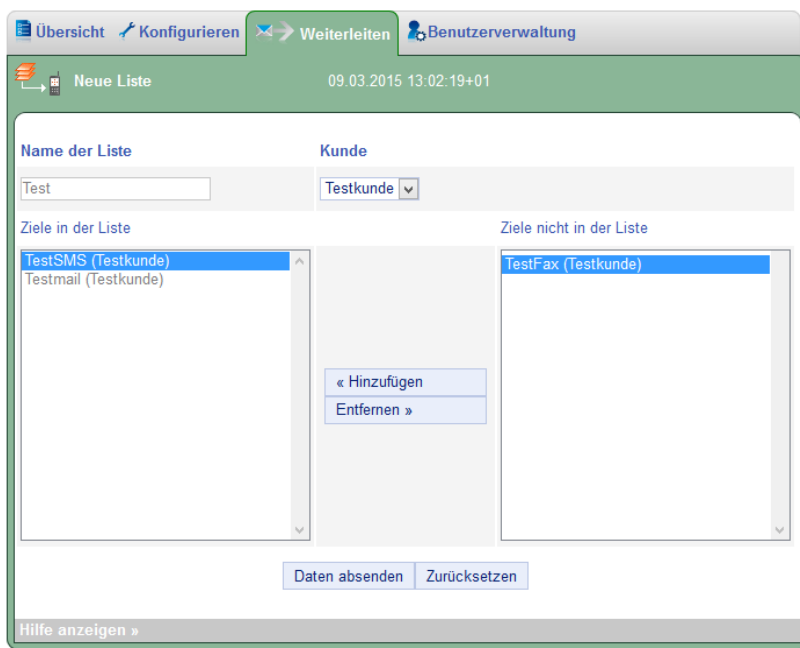 Übersicht Konfigurieren Weiterleiten Benutzerverwaltung
Neue Liste 09.03.2015 13:02:19+01
Name der Liste Kunde
Test Testkunde
Ziele in der Liste Ziele nicht in der Liste
TestSMS (Testkunde) TestFax (Testkunde)
Testmail (Testkunde)
« Hinzufügen
Entfernen »
Daten absenden Zurücksetzen
Hilfe anzeigen »